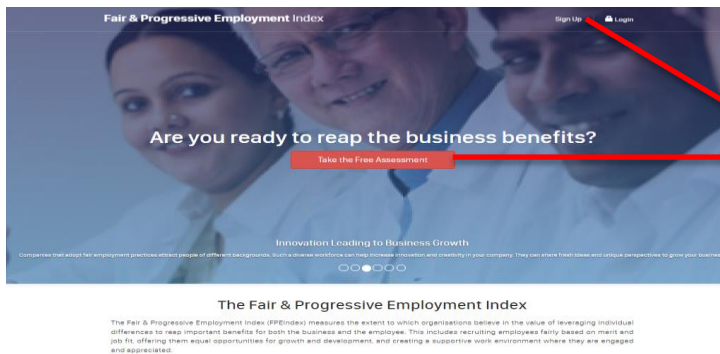 Fair & Progressive Employment Index
Sign Up
Login
Are you ready to reap the business benefits?
Take the Free Assessment
Innovation Leading to Business Growth
Companies that adopt fair employment practices attract people of different backgrounds. Such a diverse workforce can help increase innovation and creativity in your company. They can share fresh ideas and unique perspectives to grow your
The Fair & Progressive Employment Index
The Fair & Progressive Employment Index (FPEIndex) measures the extent to which organisations believe in the value of leveraging individual
differences to reap important benefits for both the business and the employee. This includes recruiting employees fairly based on merit and
job fit, offering them equal opportunities for growth and development, and creating a supportive work environment where they are engaged
and appreciated.